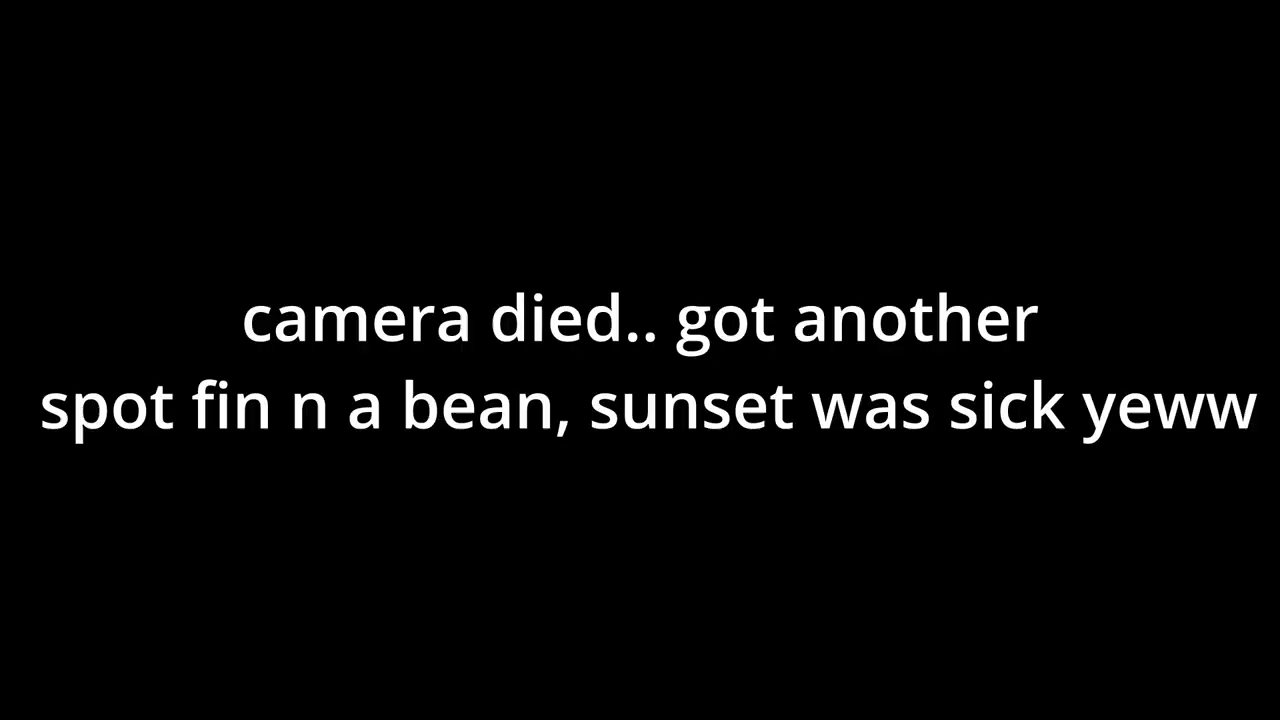 camera died.. got another
spot fin n a bean, sunset was sick yeww